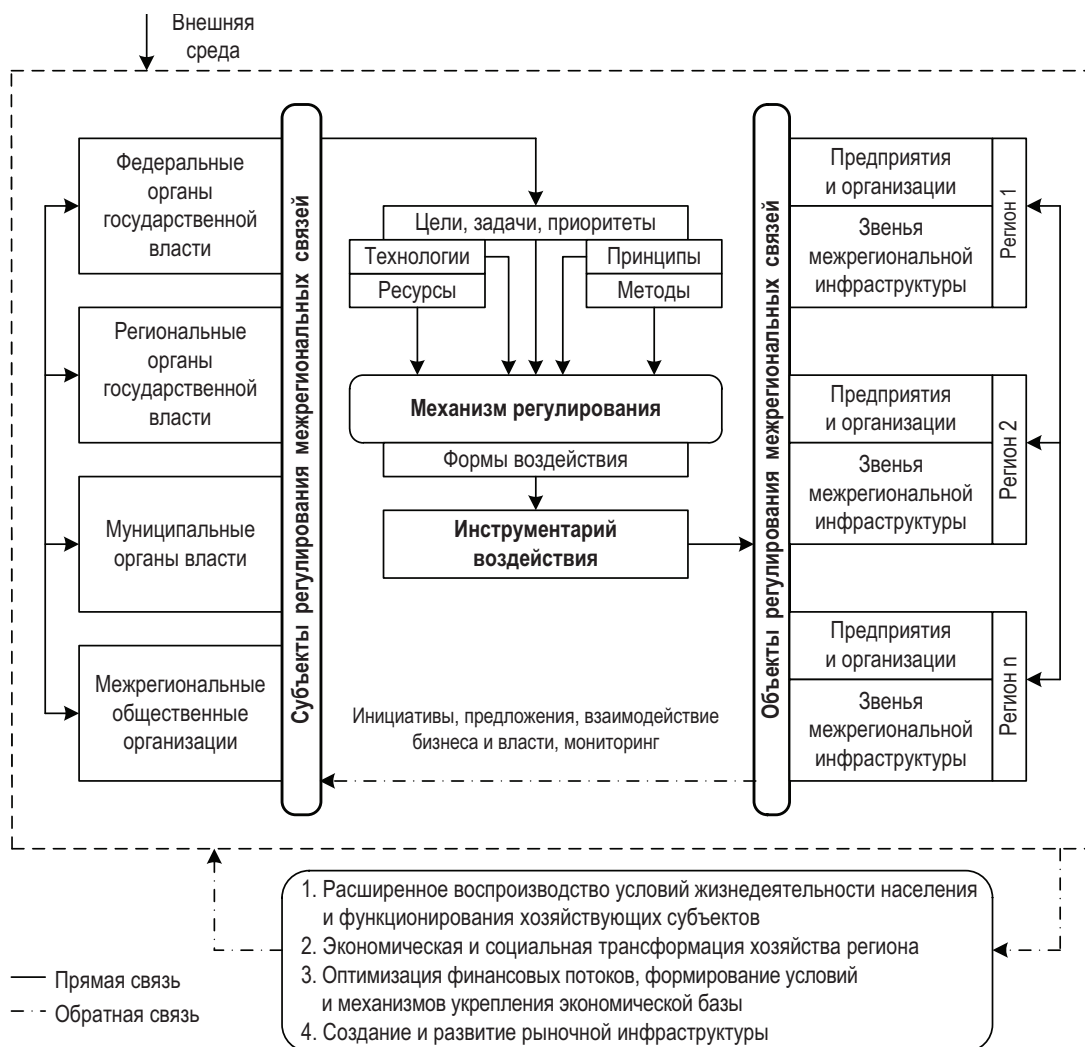 Внешняя
среда
Федеральные
органы
государственной
власти
Региональные
органы
государственной
власти
Муниципальные
органы власти
Межрегиональные
общественные
организации
Субъекты регулирования межрегиональных связей
Цели, задачи, приоритеты
Технологии
Принципы
Ресурсы
Методы
Механизм регулирования
Формы воздействия
Инструментарий
воздействия
Инициативы, предложения, взаимодействие
бизнеса и власти, мониторинг
Объекты регулирования межрегиональных связей
Предприятия
и организации
Звенья
межрегиональной
инфраструктуры
Регион 1
Предприятия
и организации
Звенья
межрегиональной
инфраструктуры
Регион 2
Предприятия
и организации
Звенья
межрегиональной
инфраструктуры
Регион n
1. Расширенное воспроизводство условий жизнедеятельности населения
и функционирования хозяйствующих субъектов
2. Экономическая и социальная трансформация хозяйства региона
3. Оптимизация финансовых потоков, формирование условий
и механизмов укрепления экономической базы
4. Создание и развитие рыночной инфраструктуры
Прямая связь
Обратная связь